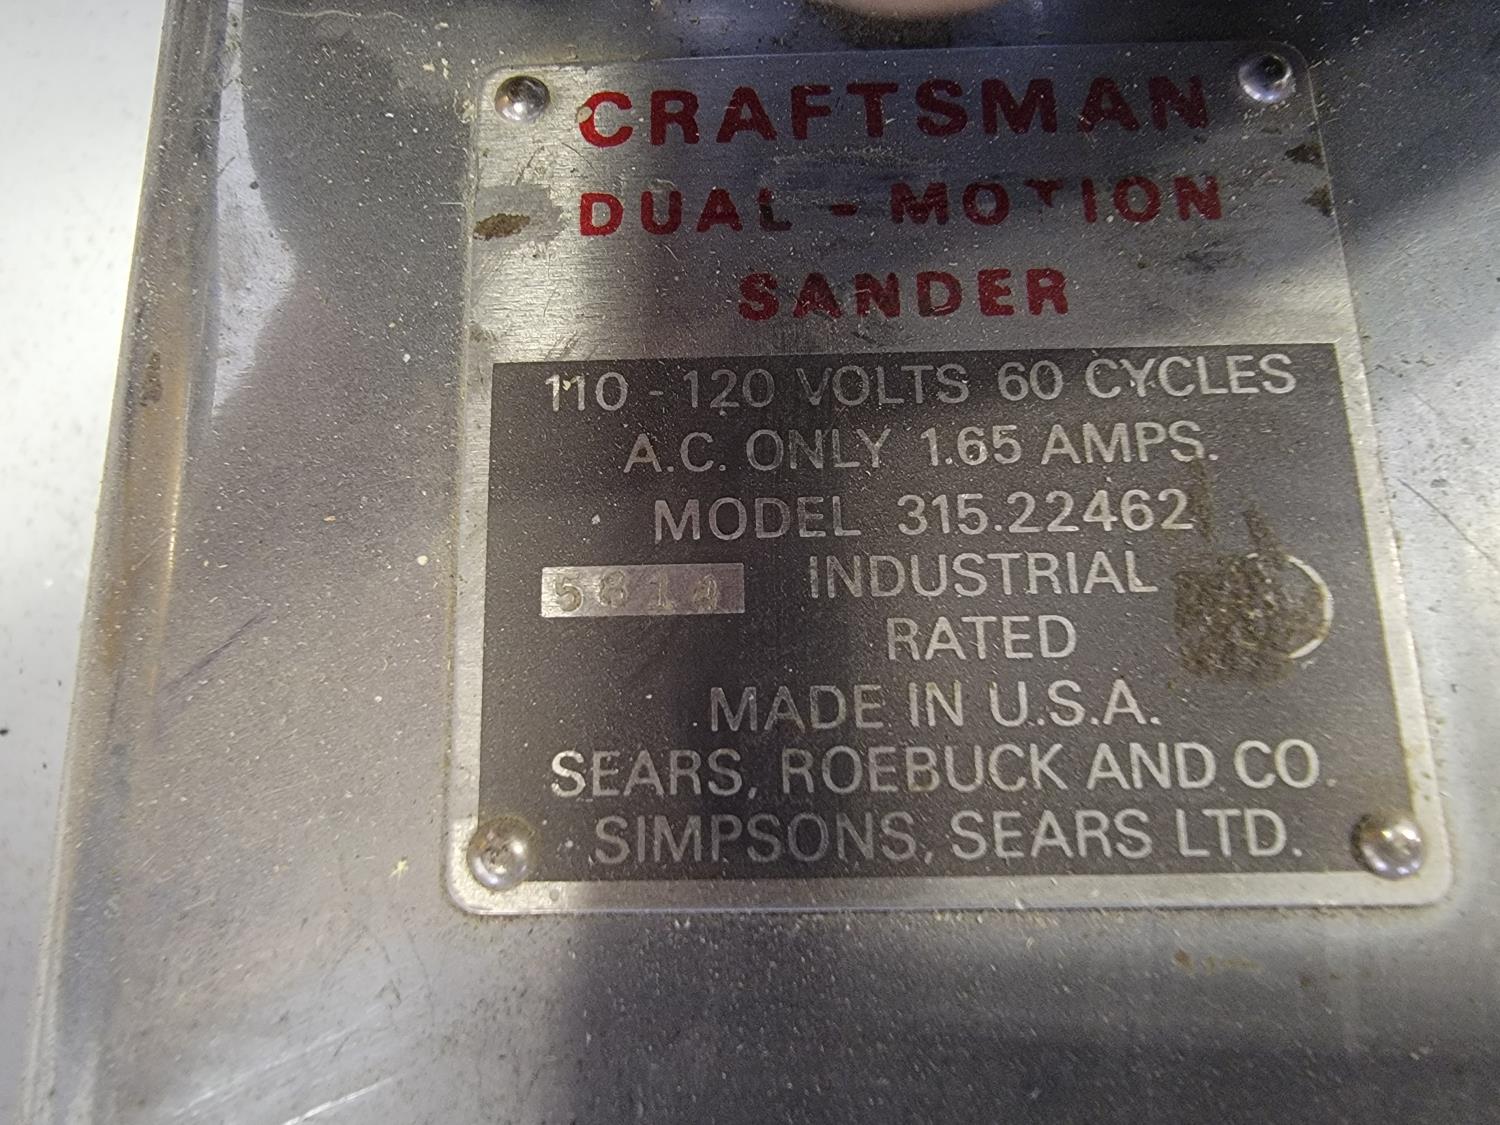 CRAFTSMAN
DUAL - MOTION
SANDER
110 - 120 VOLTS 60 CYCLES
A.C. ONLY 1.65 AMPS.
MODEL 315.22462
INDUSTRIAL
RATED
MADE IN U.S.A.
SEARS, ROEBUCK AND CO.
SIMPSONS, SEARS LTD.